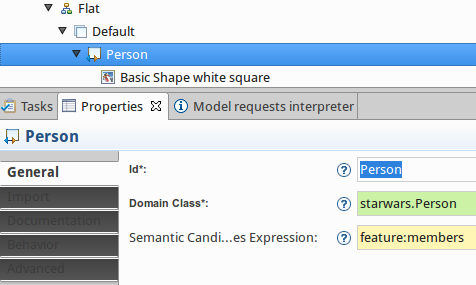 Flat
Default
Person
Basic Shape white square
Tasks Properties Model requests interpreter
Person
General
Id*: Person
Import
Domain Class*: starwars.Person
Documentation
Semantic Candi...es Expression: feature:members
Behavior
Advanced